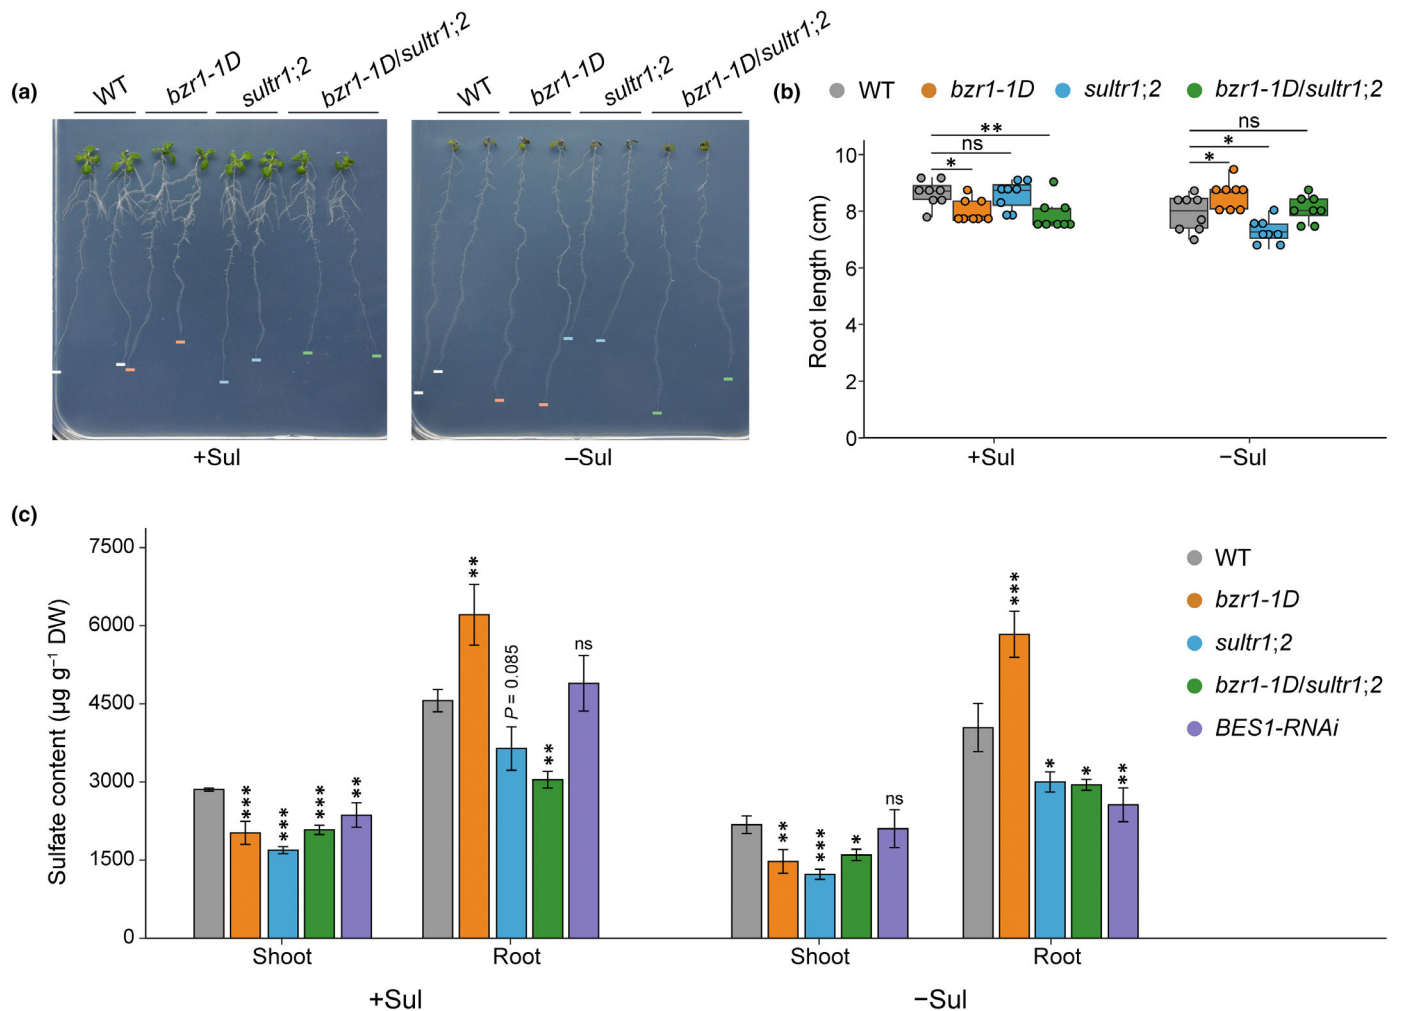 (a)
WT bzr1-1D sultr1;2 bzr1-1D/sultr1;2
WT bzr1-1D sultr1;2 bzr1-1D/sultr1;2
+Sul
–Sul
(b)
WT bzr1-1D sultr1;2 bzr1-1D/sultr1;2
Root length (cm)
10
8
6
4
2
0
**
ns
*
ns
*
*
+Sul
−Sul
(c)
Sulfate content (µg g⁻¹ DW)
7500
6000
4500
3000
1500
0
*** *** *** **
** P = 0.085 ** ns
** *** * ns
*** * * **
Shoot Root Shoot Root
+Sul −Sul
WT
bzr1-1D
sultr1;2
bzr1-1D/sultr1;2
BES1-RNAi